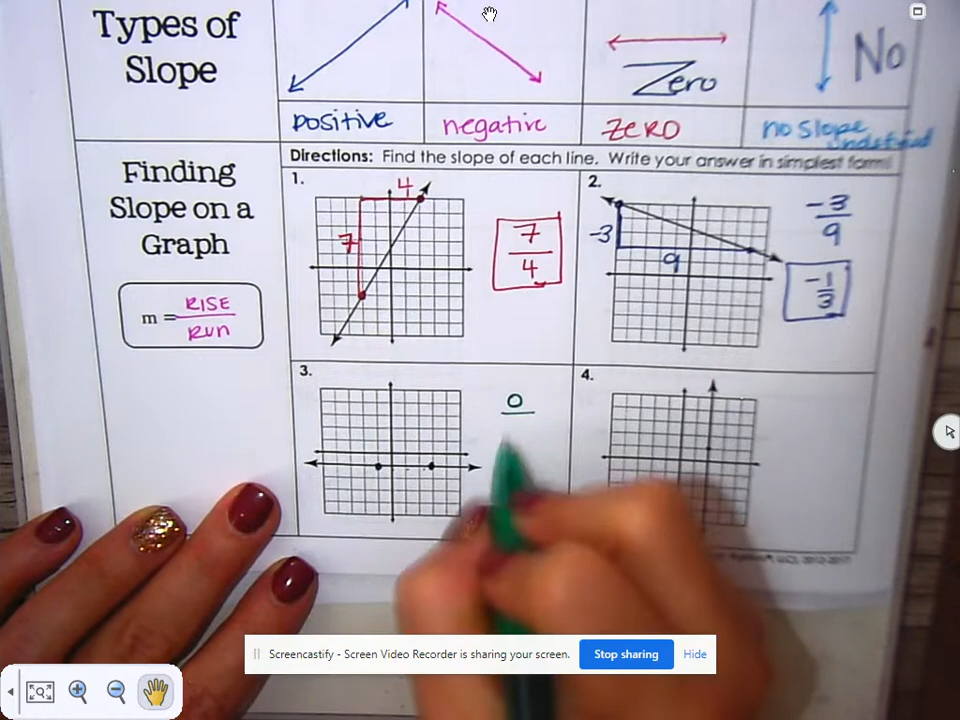 Types of
Slope
Zero
No
positive
negative
ZERO
no slope
undefined
Finding
Slope on a
Graph
m = RISE
RUN
Directions: Find the slope of each line. Write your answer in simplest form!
1.
4
7
7
4
2.
-3
9
-3
9
-1
3
3.
0
4.
Screencastify - Screen Video Recorder is sharing your screen.
Stop sharing
Hide